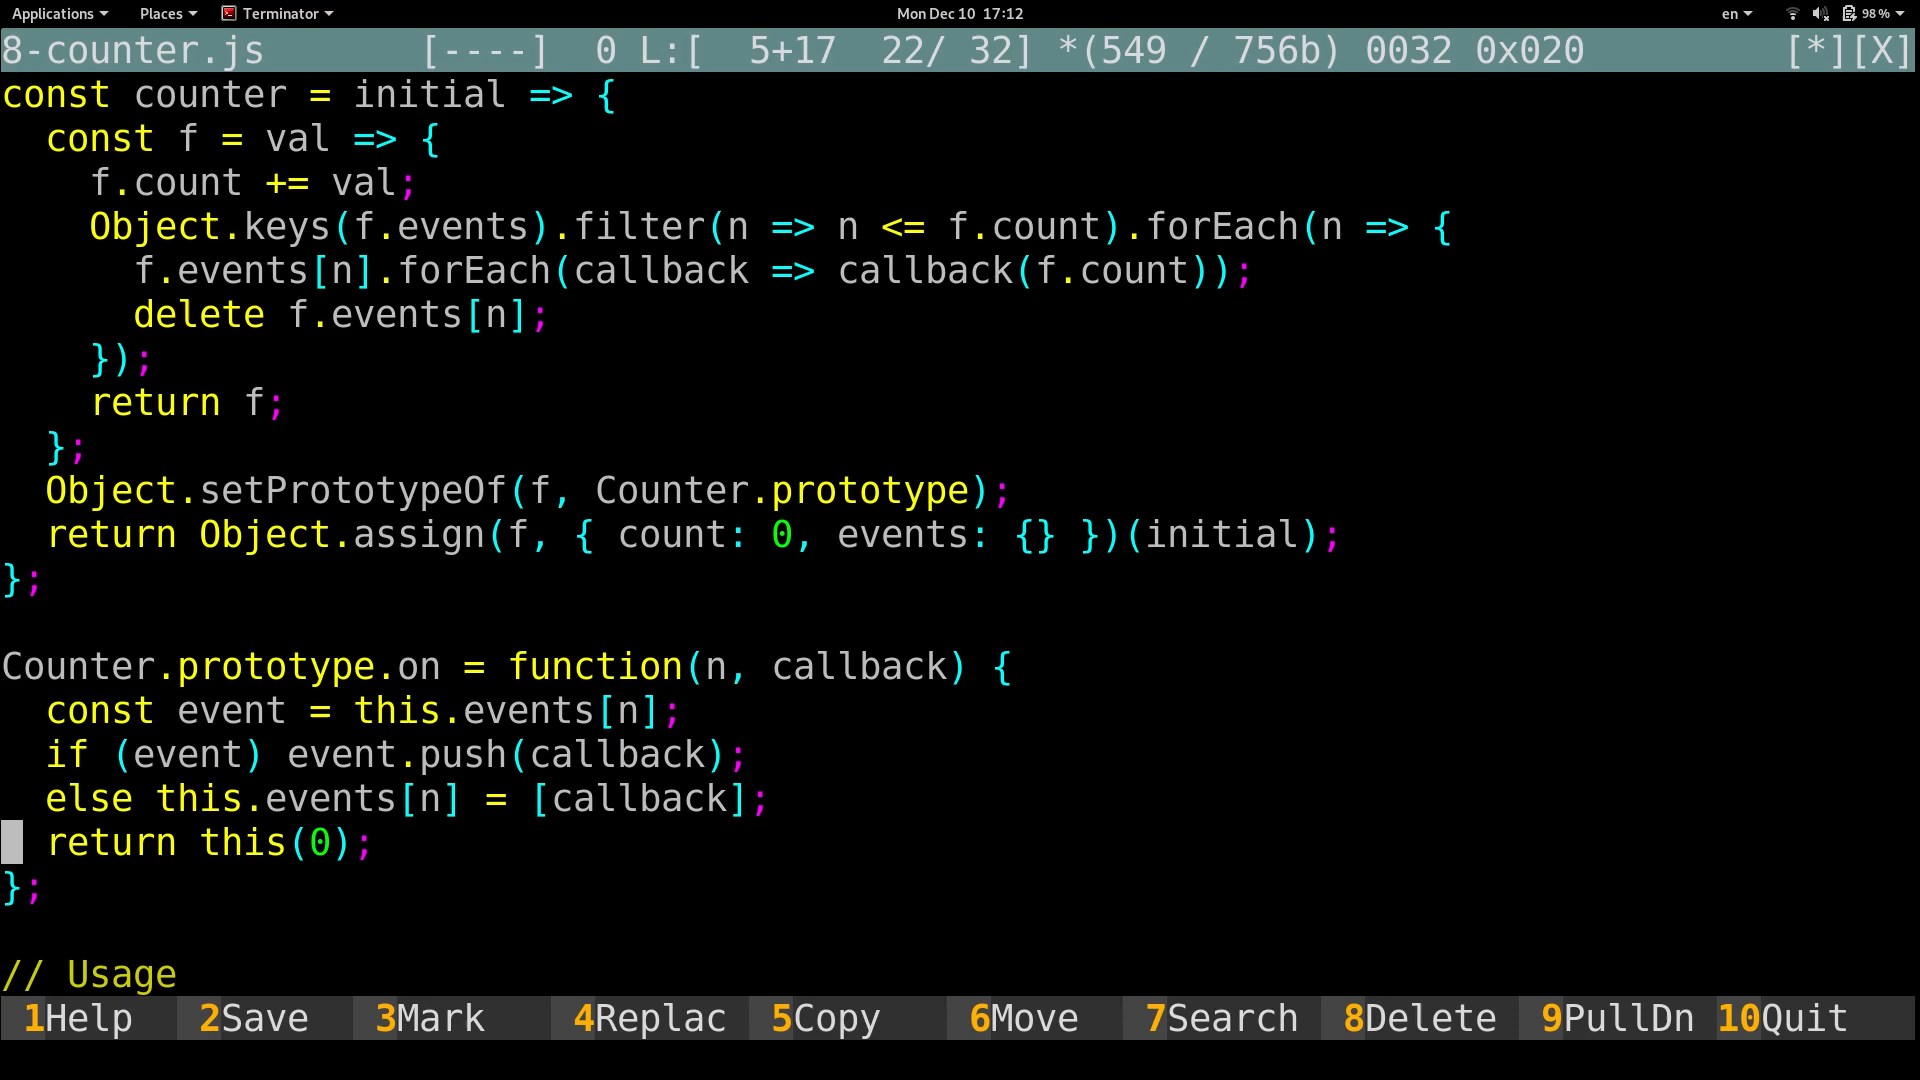 Applications Places Terminator Mon Dec 10 17:12 en 98%
8-counter.js [----] 0 L:[ 5+17 22/ 32] *(549 / 756b) 0032 0x020 [*][X]
const counter = initial => {
  const f = val => {
    f.count += val;
    Object.keys(f.events).filter(n => n <= f.count).forEach(n => {
      f.events[n].forEach(callback => callback(f.count));
      delete f.events[n];
    });
    return f;
  };
  Object.setPrototypeOf(f, Counter.prototype);
  return Object.assign(f, { count: 0, events: {} })(initial);
};

Counter.prototype.on = function(n, callback) {
  const event = this.events[n];
  if (event) event.push(callback);
  else this.events[n] = [callback];
  return this(0);
};

// Usage
1Help 2Save 3Mark 4Replac 5Copy 6Move 7Search 8Delete 9PullDn 10Quit